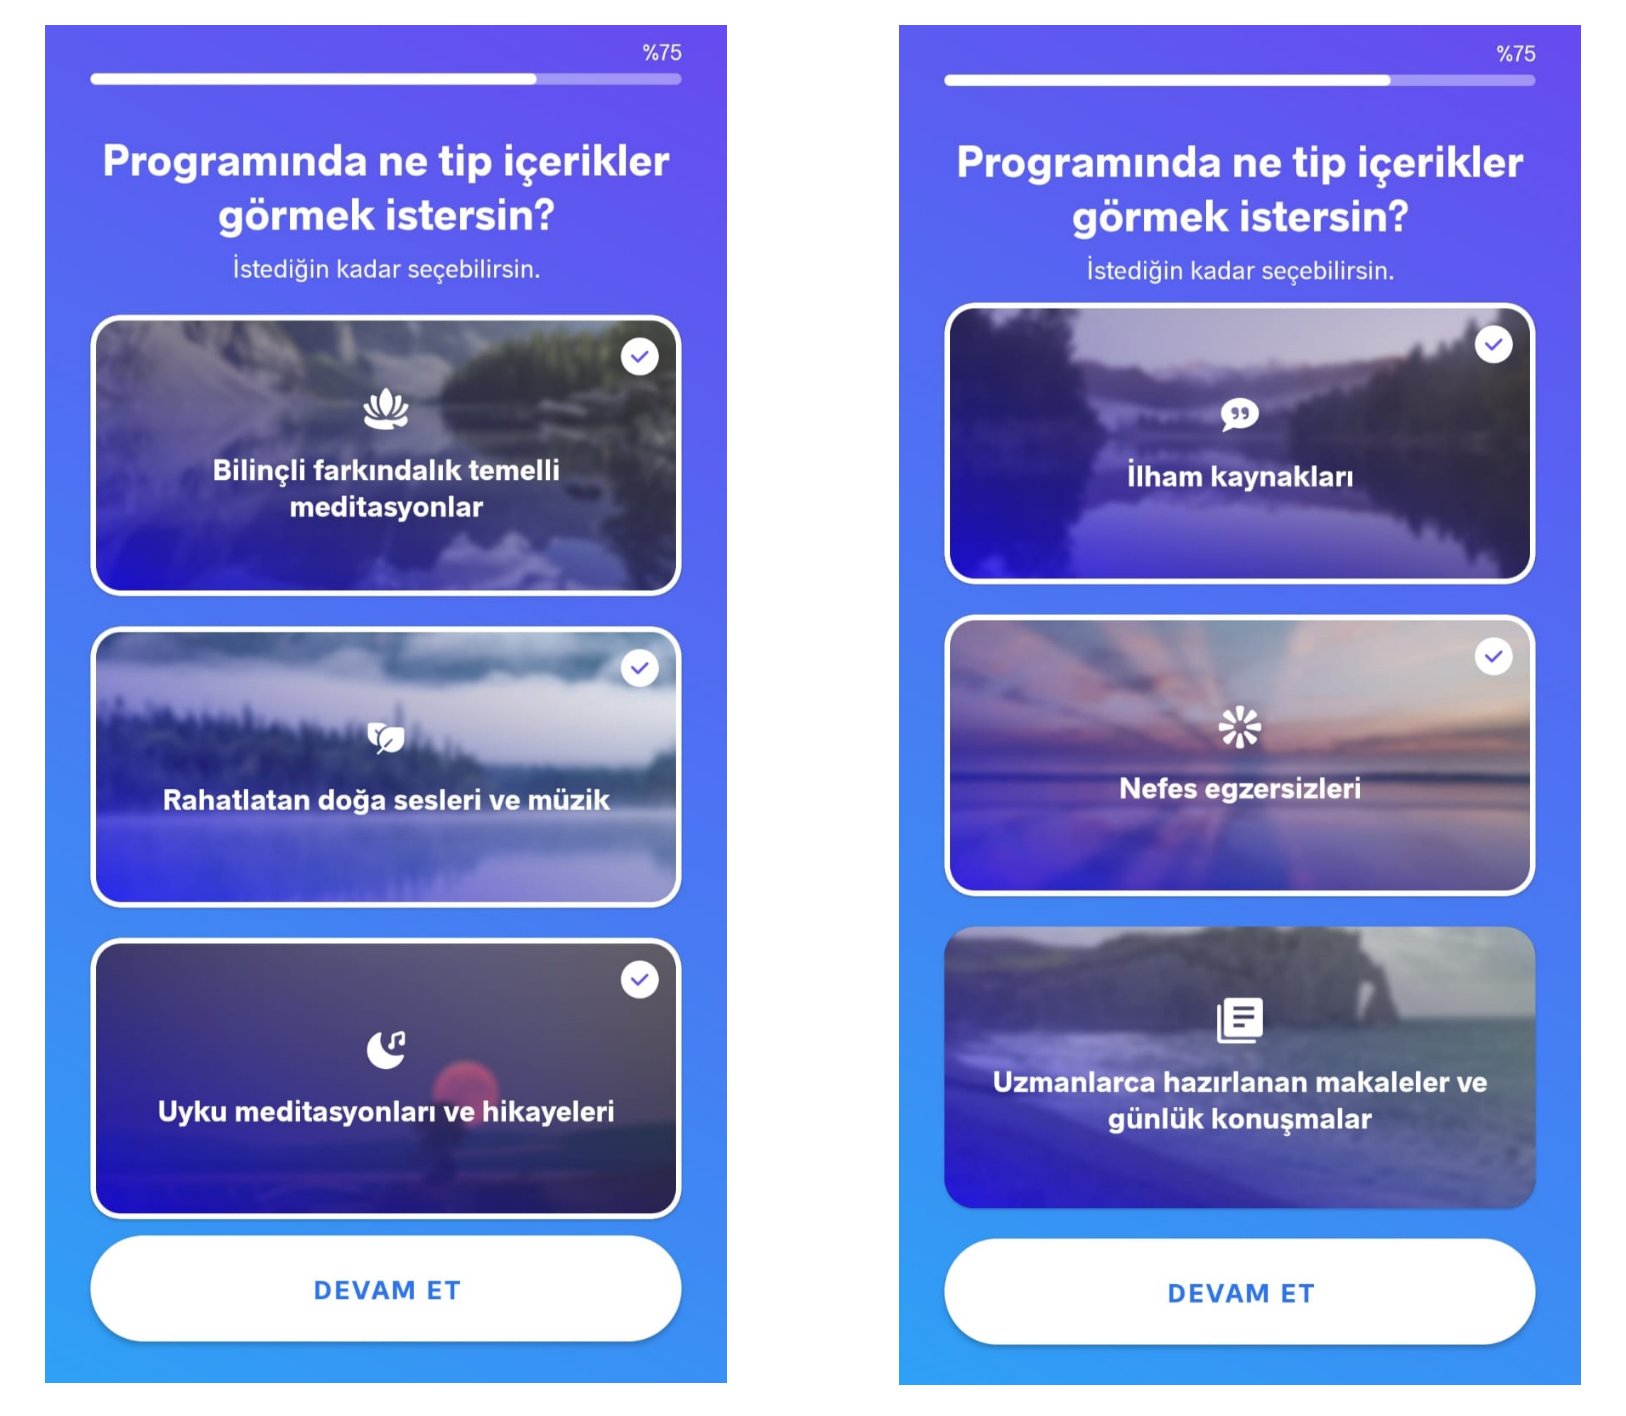 %75
Programında ne tip içerikler
görmek istersin?
İstediğin kadar seçebilirsin.
Bilinçli farkındalık temelli
meditasyonlar
Rahatlatan doğa sesleri ve müzik
Uyku meditasyonları ve hikayeleri
DEVAM ET
%75
Programında ne tip içerikler
görmek istersin?
İstediğin kadar seçebilirsin.
İlham kaynakları
Nefes egzersizleri
Uzmanlarca hazırlanan makaleler ve
günlük konuşmalar
DEVAM ET